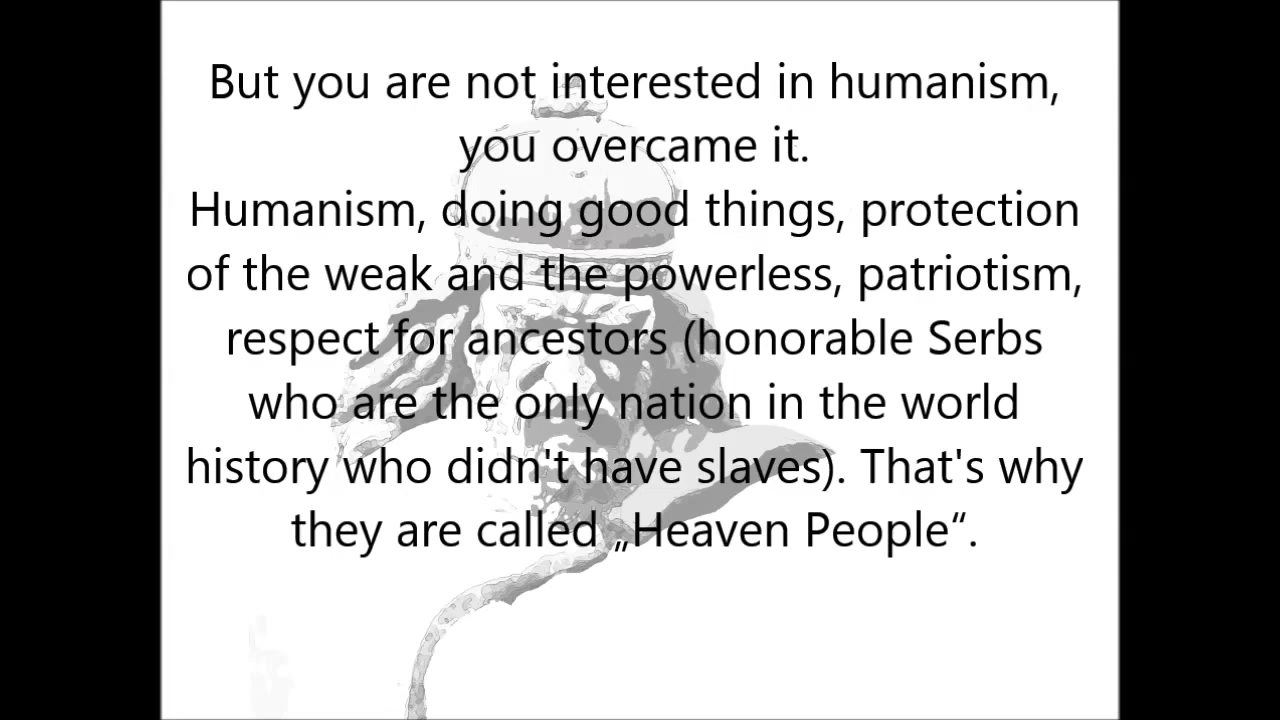 But you are not interested in humanism,
you overcame it.
Humanism, doing good things, protection
of the weak and the powerless, patriotism,
respect for ancestors (honorable Serbs
who are the only nation in the world
history who didn't have slaves). That's why
they are called „Heaven People“.